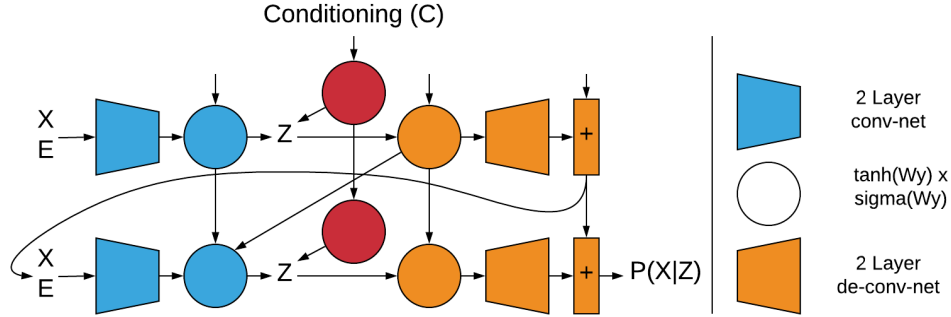 Conditioning (C)
X
E
Z
+
X
E
Z
+
P(X|Z)
2 Layer
conv-net
tanh(Wy) x
sigma(Wy)
2 Layer
de-conv-net